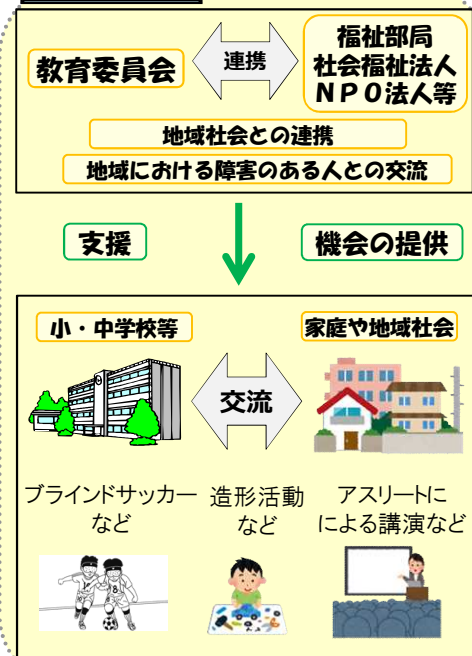 教育委員会
連携
福祉部局
社会福祉法人
ＮＰＯ法人等
地域社会との連携
地域における障害のある人との交流
支援
機会の提供
小・中学校等
家庭や地域社会
交流
ブラインドサッカー
など
造形活動
など
アスリートに
による講演など